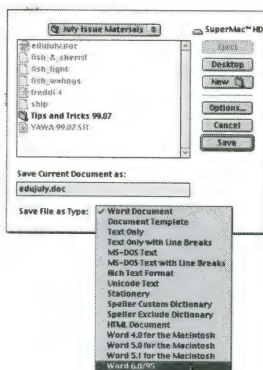 July Issue Materials
SuperMac™ HD
edujuly.doc
fish_&_sherrif
fish_fight
fish_wxboys
freddi 4
ship
Tips and Tricks 99.07
YAWA 99.07 SIT
Eject
Desktop
New
Options...
Cancel
Save
Save Current Document as:
edujuly.doc
Save File as Type:
✓ Word Document
Document Template
Text Only
Text Only with Line Breaks
MS-DOS Text
MS-DOS Text with Line Breaks
Rich Text Format
Unicode Text
Stationery
Speller Custom Dictionary
Speller Exclude Dictionary
HTML Document
Word 4.0 for the Macintosh
Word 5.0 for the Macintosh
Word 5.1 for the Macintosh
Word 6.0/95